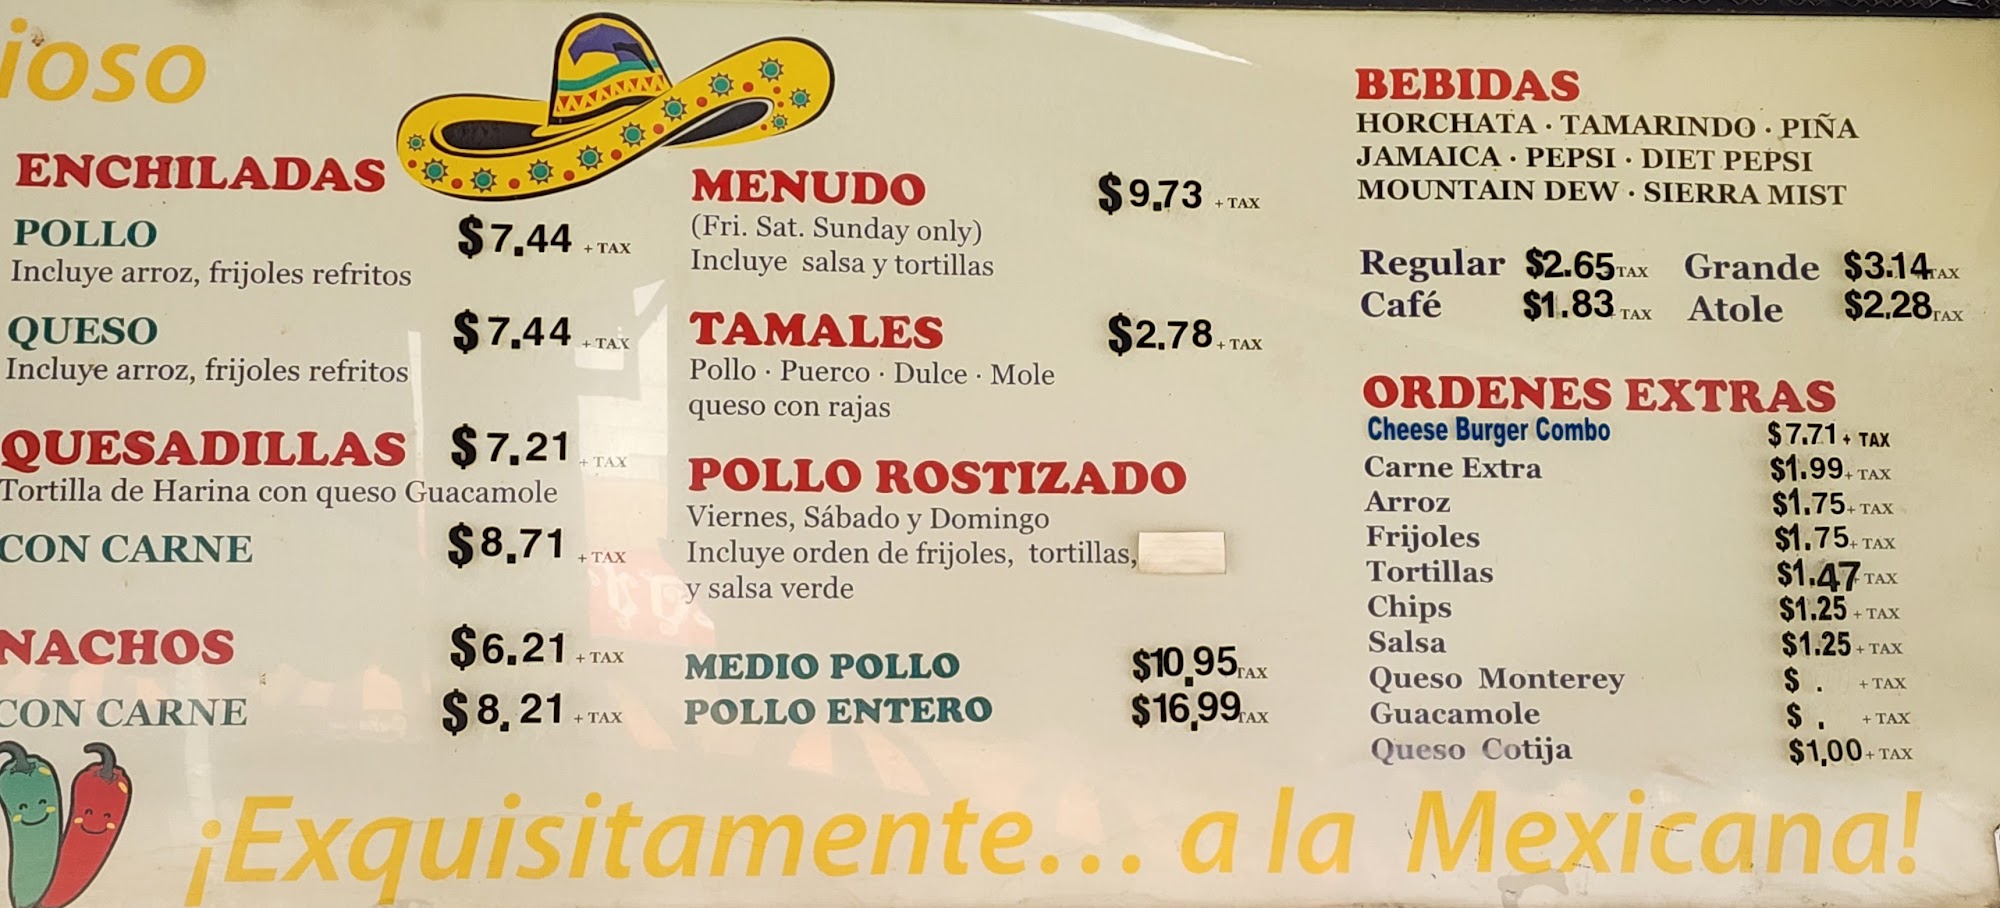 ioso
ENCHILADAS
POLLO $7.44 + TAX
Incluye arroz, frijoles refritos
QUESO $7.44 + TAX
Incluye arroz, frijoles refritos
QUESADILLAS $7.21 + TAX
Tortilla de Harina con queso Guacamole
CON CARNE $8.71 + TAX
NACHOS $6.21 + TAX
CON CARNE $8.21 + TAX
MENUDO $9.73 + TAX
(Fri. Sat. Sunday only)
Incluye salsa y tortillas
TAMALES $2.78 + TAX
Pollo · Puerco · Dulce · Mole
queso con rajas
POLLO ROSTIZADO
Viernes, Sábado y Domingo
Incluye orden de frijoles, tortillas,
y salsa verde
MEDIO POLLO $10.95 TAX
POLLO ENTERO $16.99 TAX
BEBIDAS
HORCHATA · TAMARINDO · PIÑA
JAMAICA · PEPSI · DIET PEPSI
MOUNTAIN DEW · SIERRA MIST
Regular $2.65 TAX Grande $3.14 TAX
Café $1.83 TAX Atole $2.28 TAX
ORDENES EXTRAS
Cheese Burger Combo $7.71 + TAX
Carne Extra $1.99 + TAX
Arroz $1.75 + TAX
Frijoles $1.75 + TAX
Tortillas $1.47 TAX
Chips $1.25 + TAX
Salsa $1.25 + TAX
Queso Monterey $ . + TAX
Guacamole $ . + TAX
Queso Cotija $1.00 + TAX
¡Exquisitamente... a la Mexicana!